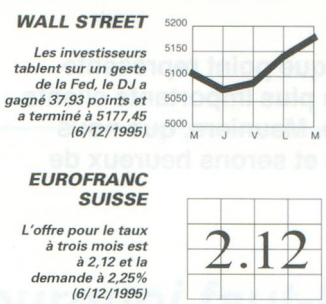 WALL STREET
Les investisseurs
tablent sur un geste
de la Fed, le DJ a
gagné 37,93 points et
a terminé à 5177,45
(6/12/1995)
5200
5150
5100
5050
5000
M J V L M
EUROFRANC
SUISSE
L'offre pour le taux
à trois mois est
à 2,12 et la
demande à 2,25%
(6/12/1995)
2.12